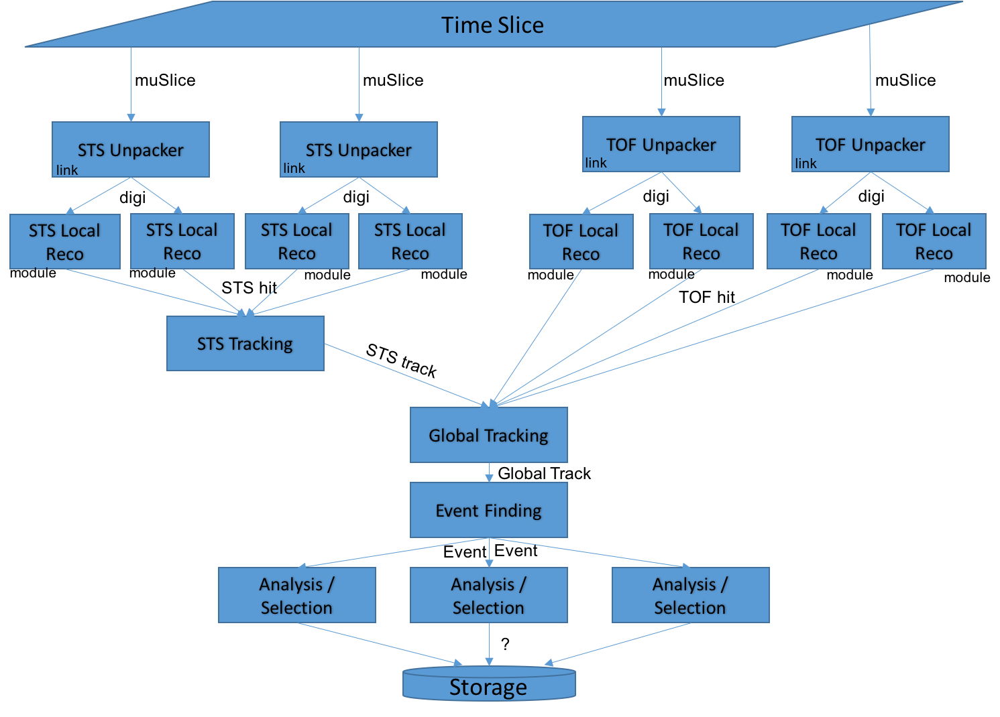 Time Slice
muSlice
muSlice
muSlice
muSlice
STS Unpacker
link
STS Unpacker
link
TOF Unpacker
link
TOF Unpacker
link
digi
digi
digi
digi
STS Local
Reco
module
STS Local
Reco
module
STS Local
Reco
module
STS Local
Reco
module
TOF Local
Reco
module
TOF Local
Reco
module
TOF Local
Reco
module
TOF Local
Reco
module
STS hit
TOF hit
STS Tracking
STS track
Global Tracking
Global Track
Event Finding
Event
Event
Analysis /
Selection
Analysis /
Selection
Analysis /
Selection
?
Storage